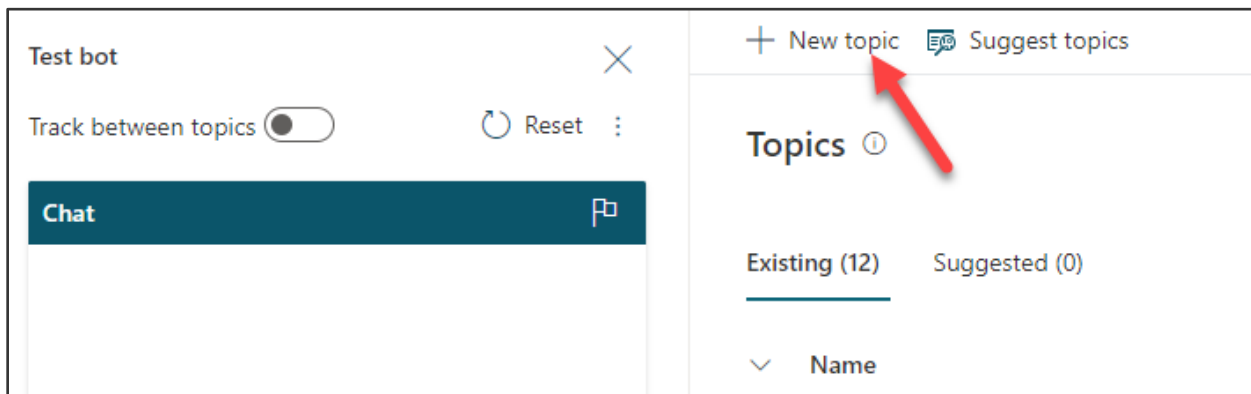 Test bot
Track between topics
Reset
Chat
New topic
Suggest topics
Topics
Existing (12)
Suggested (0)
Name